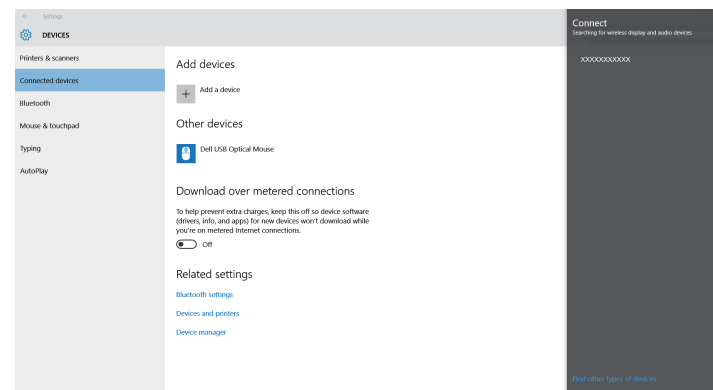 Settings
DEVICES
Printers & scanners
Connected devices
Bluetooth
Mouse & touchpad
Typing
AutoPlay
Add devices
Add a device
Other devices
Dell USB Optical Mouse
Download over metered connections
To help prevent extra charges, keep this off so device software
(drivers, info, and apps) for new devices won't download while
you're on metered Internet connections.
Off
Related settings
Bluetooth settings
Devices and printers
Device manager
Connect
Searching for wireless display and audio devices
XXXXXXXXXXX
Find other types of devices